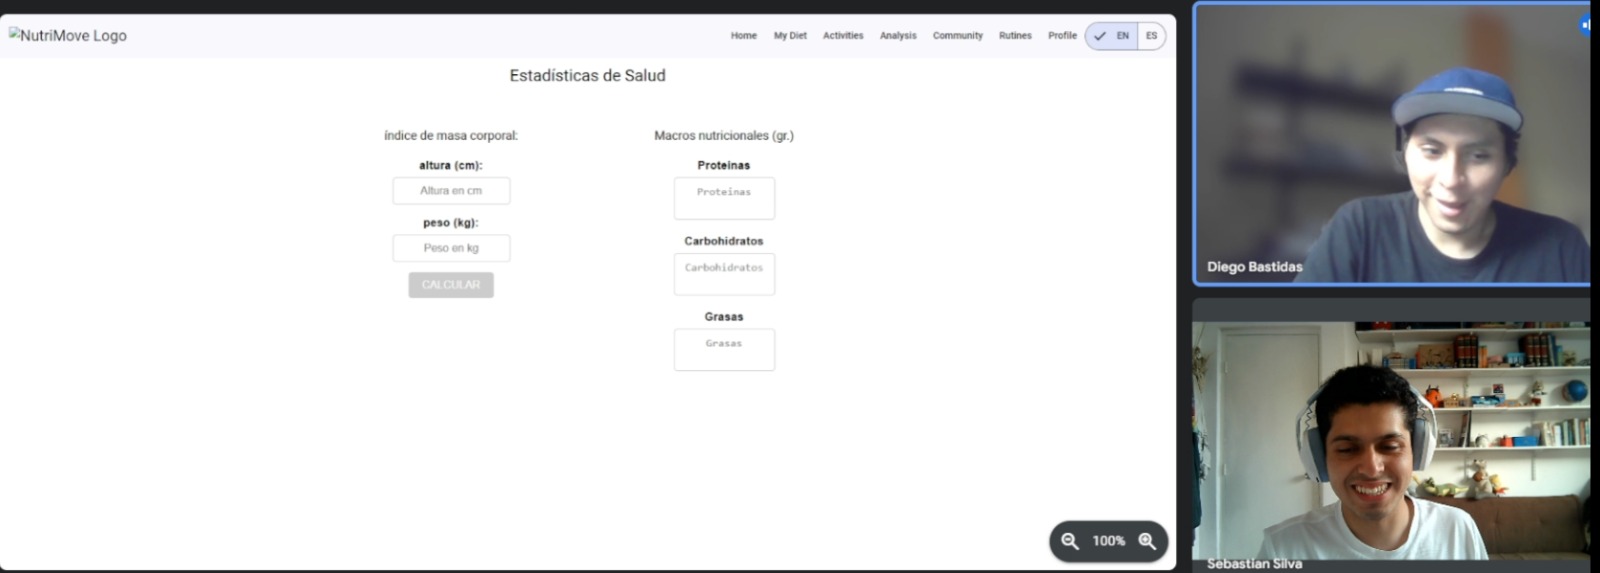 NutriMove Logo
Home My Diet Activities Analysis Community Rutines Profile EN ES
Estadísticas de Salud
índice de masa corporal:
altura (cm):
Altura en cm
peso (kg):
Peso en kg
CALCULAR
Macros nutricionales (gr.)
Proteinas
Proteinas
Carbohidratos
Carbohidratos
Grasas
Grasas
100%
Diego Bastidas
Sebastian Silva